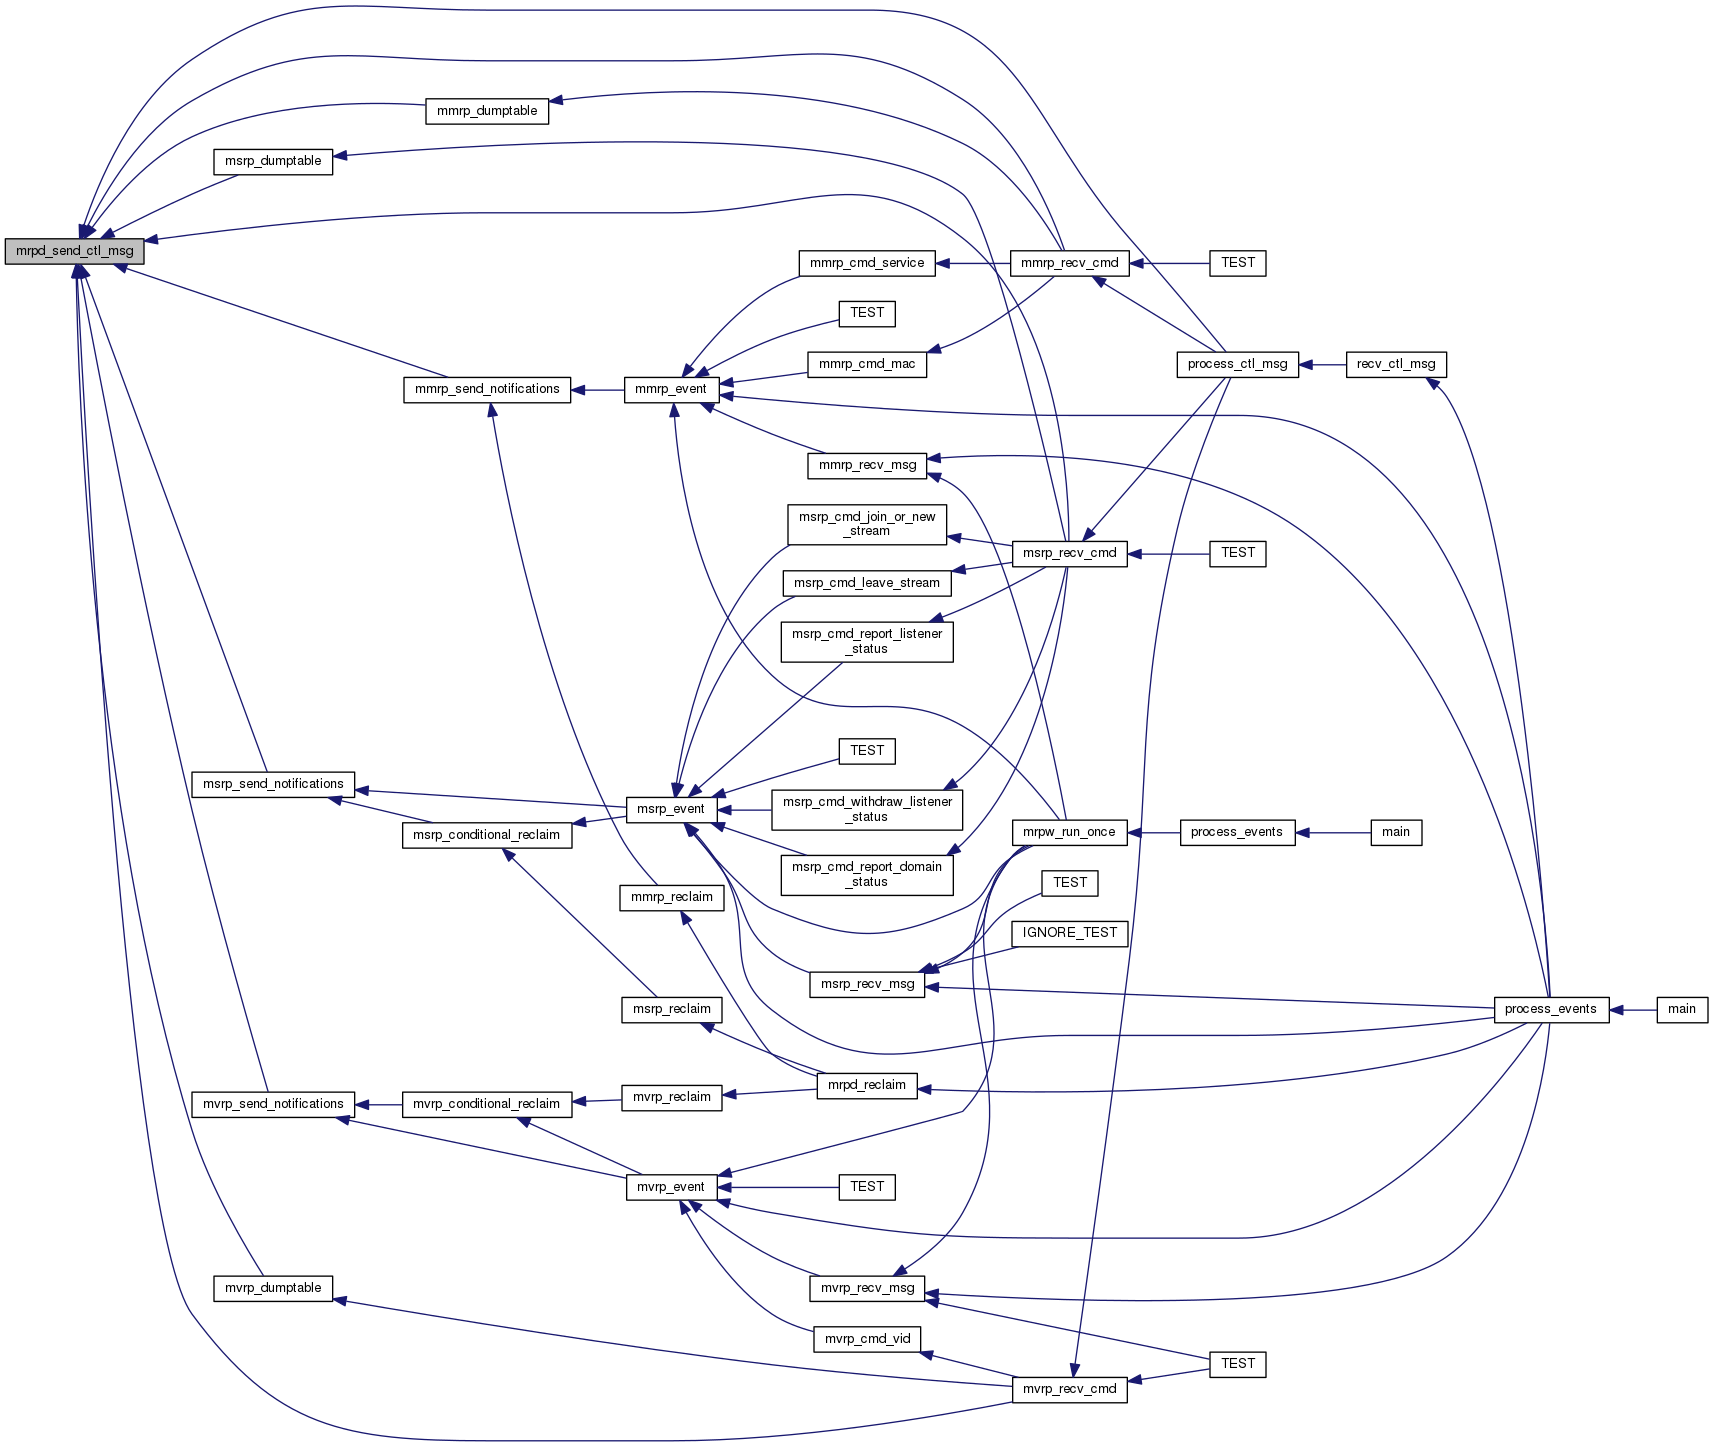 mmrp_dumptable
msrp_dumptable
mrpd_send_ctl_msg
mmrp_cmd_service
mmrp_recv_cmd
TEST
TEST
mmrp_cmd_mac
process_ctl_msg
recv_ctl_msg
mmrp_send_notifications
mmrp_event
mmrp_recv_msg
msrp_cmd_join_or_new
_stream
msrp_recv_cmd
TEST
msrp_cmd_leave_stream
msrp_cmd_report_listener
_status
TEST
msrp_send_notifications
msrp_event
msrp_cmd_withdraw_listener
_status
msrp_conditional_reclaim
mrpw_run_once
process_events
main
msrp_cmd_report_domain
_status
TEST
mmrp_reclaim
IGNORE_TEST
msrp_recv_msg
msrp_reclaim
process_events
main
mrpd_reclaim
mvrp_send_notifications
mvrp_conditional_reclaim
mvrp_reclaim
mvrp_event
TEST
mvrp_dumptable
mvrp_recv_msg
mvrp_cmd_vid
TEST
mvrp_recv_cmd